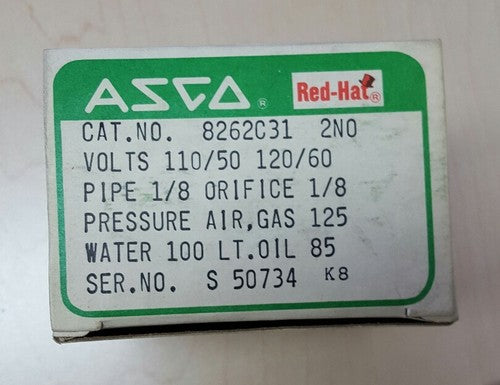 ASCO® Red-Hat®
CAT.NO. 8262C31 2NO
VOLTS 110/50 120/60
PIPE 1/8 ORIFICE 1/8
PRESSURE AIR,GAS 125
WATER 100 LT.OIL 85
SER.NO. S 50734 K8